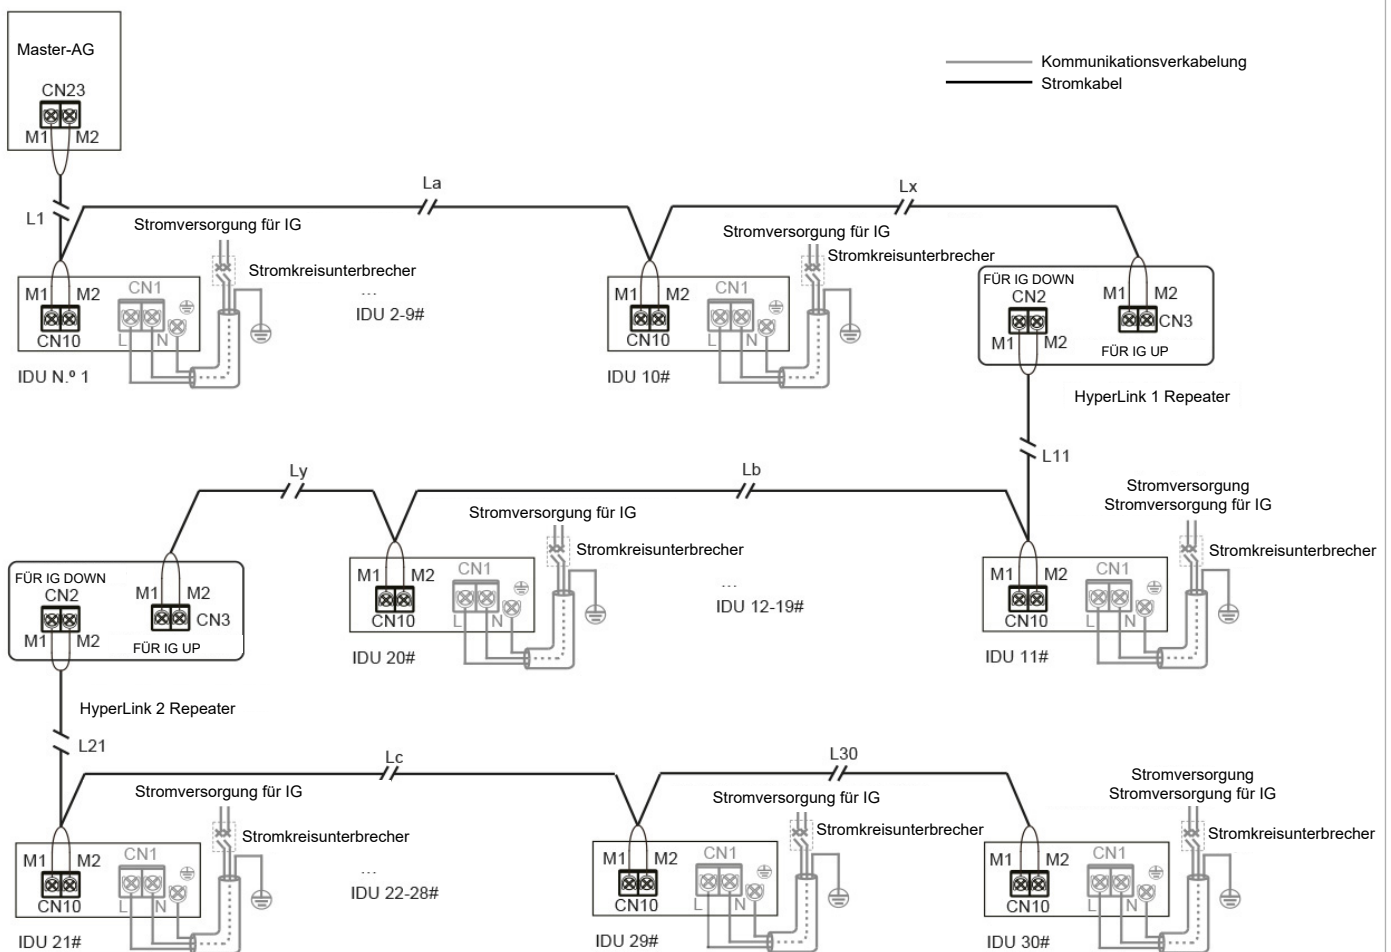 Master-AG
CN23
M1 M2
Kommunikationsverkabelung
Stromkabel
L1
La
Lx
Stromversorgung für IG
Stromkreisunterbrecher
M1 M2
CN1
CN10
L N
IDU N.º 1
...
IDU 2-9#
Stromversorgung für IG
Stromkreisunterbrecher
M1 M2
CN1
CN10
L N
IDU 10#
FÜR IG DOWN
CN2
M1 M2
M1 M2
CN3
FÜR IG UP
HyperLink 1 Repeater
L11
Ly
Lb
FÜR IG DOWN
CN2
M1 M2
M1 M2
CN3
FÜR IG UP
HyperLink 2 Repeater
Stromversorgung für IG
Stromkreisunterbrecher
M1 M2
CN1
CN10
L N
IDU 20#
...
IDU 12-19#
Stromversorgung
Stromversorgung für IG
Stromkreisunterbrecher
M1 M2
CN1
CN10
L N
IDU 11#
L21
Lc
L30
Stromversorgung für IG
Stromkreisunterbrecher
M1 M2
CN1
CN10
L N
IDU 21#
...
IDU 22-28#
Stromversorgung für IG
Stromkreisunterbrecher
M1 M2
CN1
CN10
L N
IDU 29#
Stromversorgung
Stromversorgung für IG
Stromkreisunterbrecher
M1 M2
CN1
CN10
L N
IDU 30#